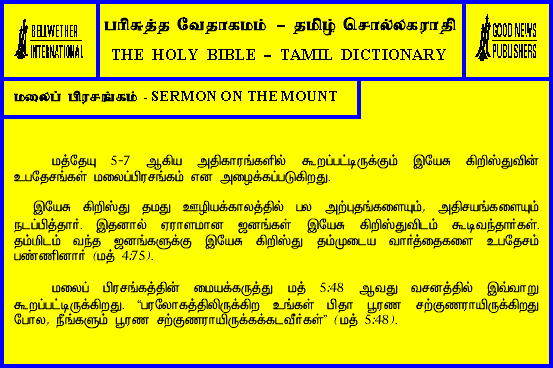 BELLWETHER
INTERNATIONAL
பரிசுத்த வேதாகமம் – தமிழ் சொல்லகராதி
THE HOLY BIBLE – TAMIL DICTIONARY
GOOD NEWS
PUBLISHERS
மலைப் பிரசங்கம் - SERMON ON THE MOUNT
மத்தேயு 5-7 ஆகிய அதிகாரங்களில் கூறப்பட்டிருக்கும் இயேசு கிறிஸ்துவின்
உபதேசங்கள் மலைப்பிரசங்கம் என அழைக்கப்படுகிறது.
இயேசு கிறிஸ்து தமது ஊழியக்காலத்தில் பல அற்புதங்களையும், அதிசயங்களையும்
நடப்பித்தார். இதனால் ஏராளமான ஜனங்கள் இயேசு கிறிஸ்துவிடம் கூடிவந்தார்கள்.
தம்மிடம் வந்த ஜனங்களுக்கு இயேசு கிறிஸ்து தம்முடைய வார்த்தைகளை உபதேசம்
பண்ணினார் (மத் 4:75).
மலைப் பிரசங்கத்தின் மையக்கருத்து மத் 5:48 ஆவது வசனத்தில் இவ்வாறு
கூறப்பட்டிருக்கிறது. “பரலோகத்திலிருக்கிற உங்கள் பிதா பூரண சற்குணராயிருக்கிறது
போல, நீங்களும் பூரண சற்குணராயிருக்கக்கடவீர்கள்” (மத் 5:48).